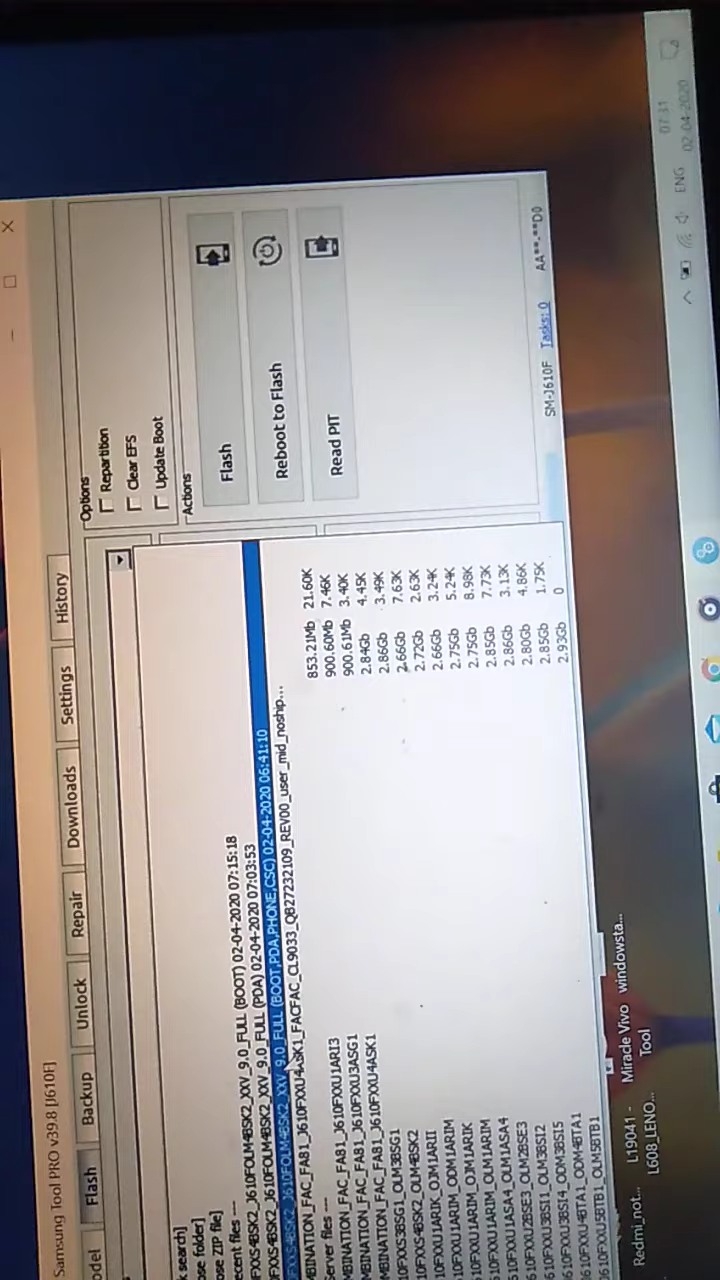 Samsung Tool PRO v39.8 [J610F]
odel Flash Backup Unlock Repair Downloads Settings History
Options
Repartition
Clear EFS
Update Boot
Actions
Flash
Reboot to Flash
Read PIT
k search]
ose folder]
ose ZIP file]
ecent files ---
FXXS4BSK2_J610FOLM4BSK2_XXV_9.0_FULL (BOOT) 02-04-2020 07:15:18
FXXS4BSK2_J610FOLM4BSK2_XXV_9.0_FULL (PDA) 02-04-2020 07:03:53
FXXS4BSK2_J610FOLM4BSK2_XXV_9.0_FULL (BOOT,PDA,PHONE,CSC) 02-04-2020 06:41:10
MBINATION_FAC_FA81_J610FXXU4ASK1_FACFAC_CL9033_QB27232109_REV00_user_mid_noship...
Server files ---
MBINATION_FAC_FA81_J610FXXU1ARI3 853.21Mb 21.60K
MBINATION_FAC_FA81_J610FXXU3ASG1 900.60Mb 7.46K
MBINATION_FAC_FA81_J610FXXU4ASK1 900.61Mb 3.40K
10FXXS3BSG1_OLM3BSG1 2.84Gb 4.45K
10FXXS4BSK2_OLM4BSK2 2.86Gb 3.49K
10FXXU1ARIK_OJM1ARII 2.66Gb 7.63K
10FXXU1ARIM_ODM1ARIM 2.72Gb 2.63K
10FXXU1ARIM_OJM1ARIK 2.66Gb 3.24K
10FXXU1ARIM_OLM1ARIM 2.75Gb 5.24K
10FXXU1ASA4_OLM1ASA4 2.75Gb 8.98K
10FXXU2BSE3_OLM2BSE3 2.85Gb 7.73K
610FXXU3BSI1_OLM3BSI2 2.86Gb 3.13K
610FXXU3BSI4_ODM3BSI5 2.80Gb 4.86K
610FXXU4BTA1_ODM4BTA1 2.85Gb 1.75K
610FXXU5BTB1_OLM5BTB1 2.93Gb 0
SM-J610F Tasks: 0 AA**-**D0
Redmi_not... L19041 - Miracle Vivo windowsta...
L608_LENO... Tool
ENG 07:31
02-04-2020